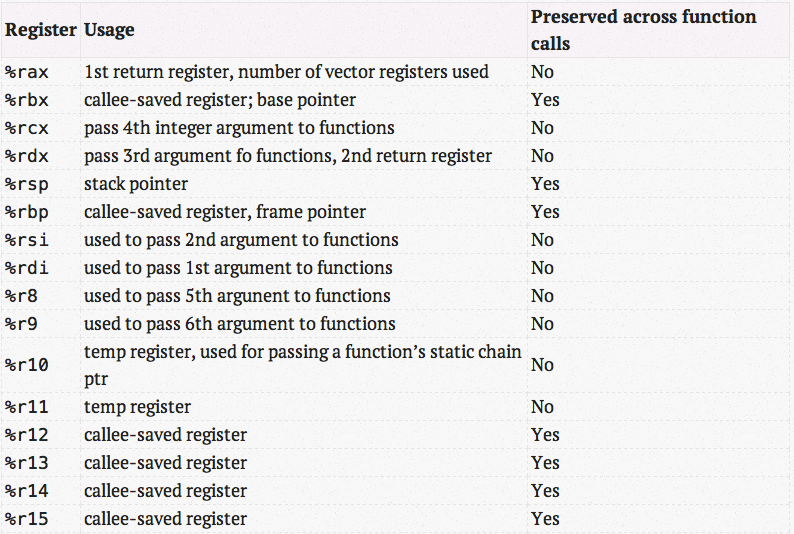 Register Usage Preserved across function
calls
%rax 1st return register, number of vector registers used No
%rbx callee-saved register; base pointer Yes
%rcx pass 4th integer argument to functions No
%rdx pass 3rd argument fo functions, 2nd return register No
%rsp stack pointer Yes
%rbp callee-saved register, frame pointer Yes
%rsi used to pass 2nd argument to functions No
%rdi used to pass 1st argument to functions No
%r8 used to pass 5th argunent to functions No
%r9 used to pass 6th argument to functions No
%r10 temp register, used for passing a function’s static chain
ptr No
%r11 temp register No
%r12 callee-saved register Yes
%r13 callee-saved register Yes
%r14 callee-saved register Yes
%r15 callee-saved register Yes